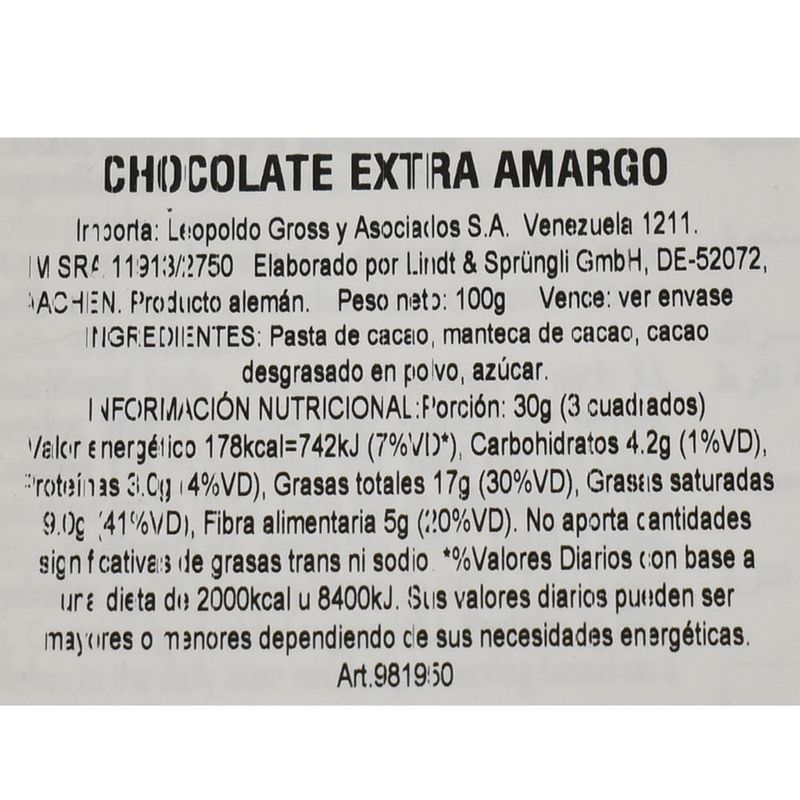 CHOCOLATE EXTRA AMARGO
Importa: Leopoldo Gross y Asociados S.A. Venezuela 1211.
IM SRA 11913/2750 Elaborado por Lindt & Sprüngli GmbH, DE-52072,
AACHEN. Producto alemán. Peso neto: 100g Vence: ver envase
INGREDIENTES: Pasta de cacao, manteca de cacao, cacao
desgrasado en polvo, azúcar.
INFORMACIÓN NUTRICIONAL:Porción: 30g (3 cuadrados)
Valor energético 178kcal=742kJ (7%VD*), Carbohidratos 4.2g (1%VD),
Proteínas 3.0g (4%VD), Grasas totales 17g (30%VD), Grasas saturadas
9.0g (41%VD), Fibra alimentaria 5g (20%VD). No aporta cantidades
significativas de grasas trans ni sodio. *%Valores Diarios con base a
una dieta de 2000kcal u 8400kJ. Sus valores diarios pueden ser
mayores o menores dependiendo de sus necesidades energéticas.
Art.981950